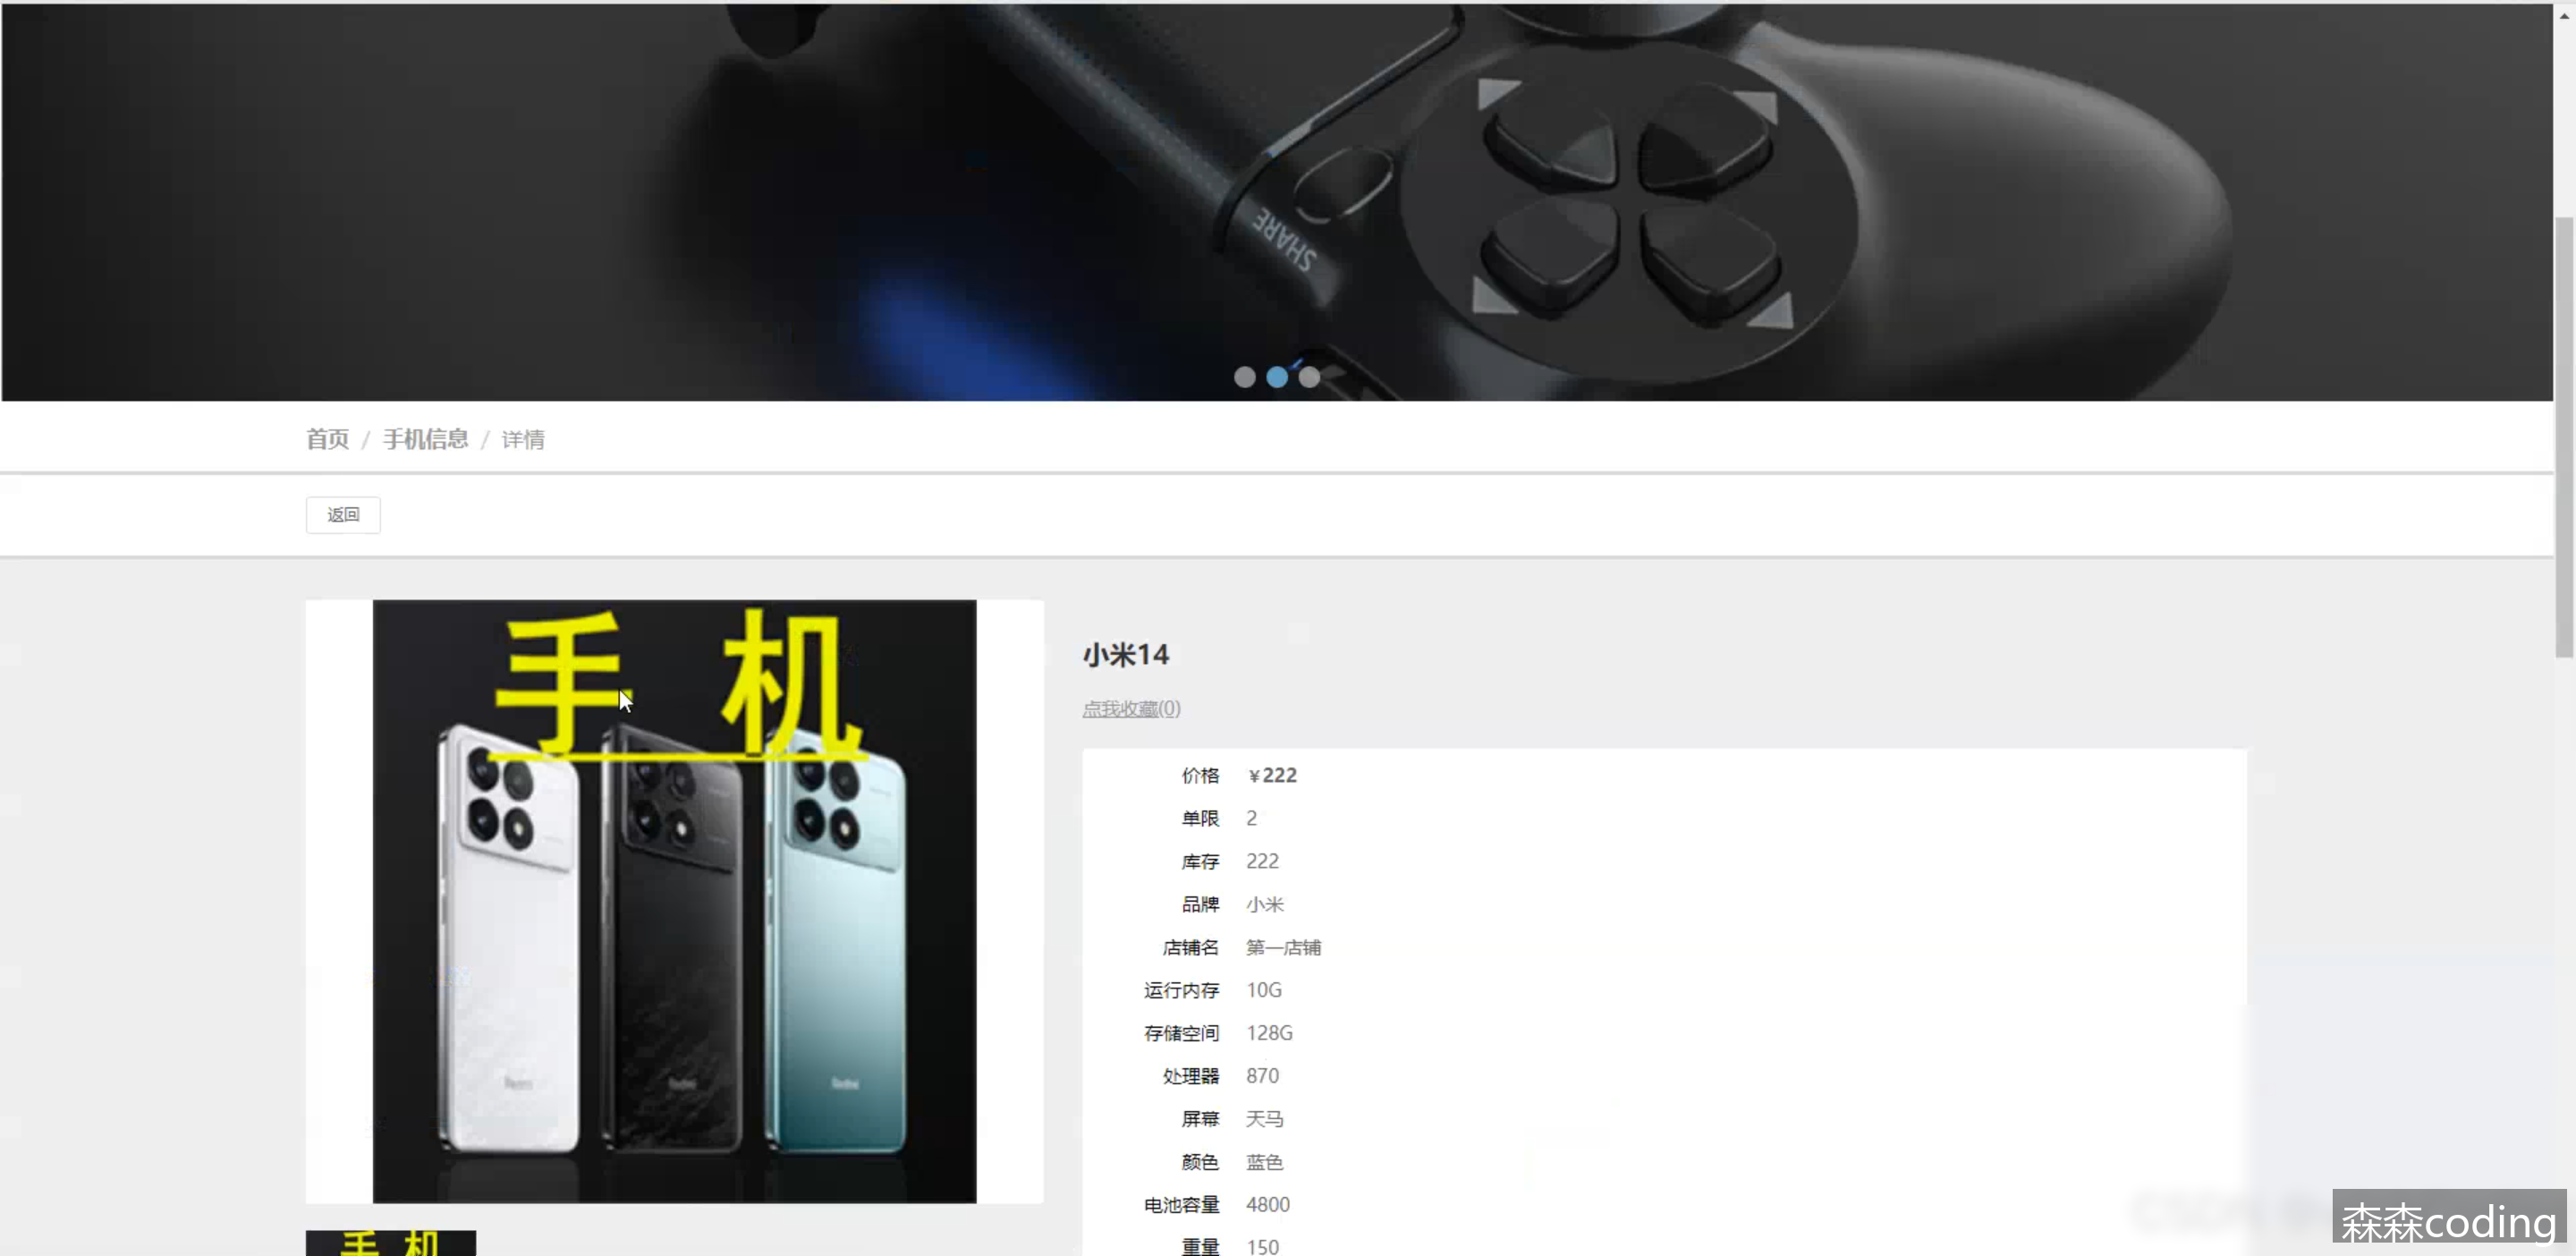 SHARE
首页 / 手机信息 / 详情
返回
手 机
小米14
点我收藏(0)
价格 ¥222
单限 2
库存 222
品牌 小米
店铺名 第一店铺
运行内存 10G
存储空间 128G
处理器 870
屏幕 天马
颜色 蓝色
电池容量 4800
重量 150
Redmi
手 机
森森coding